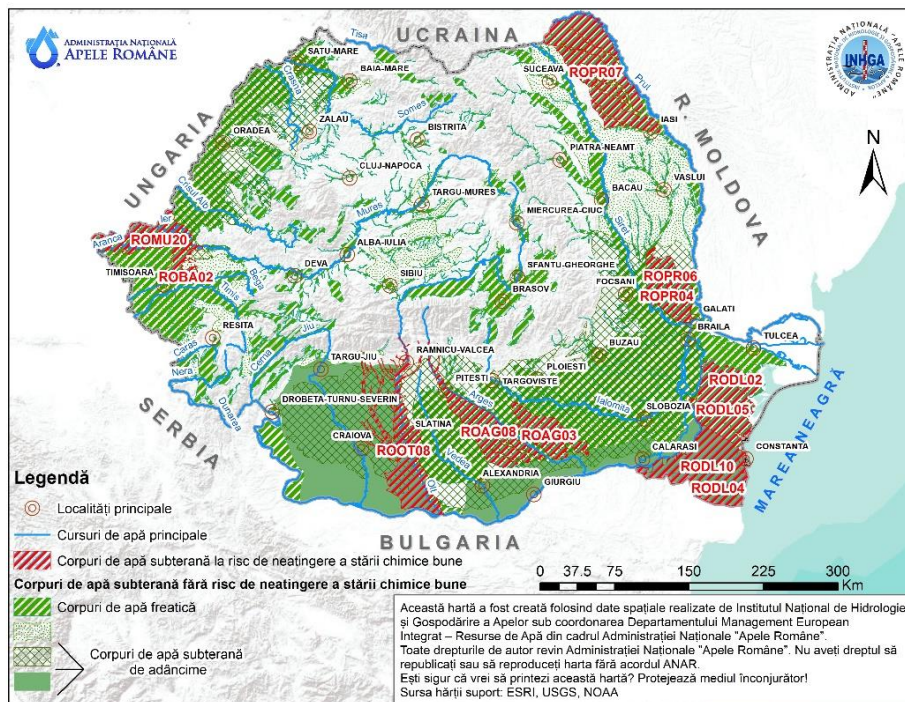 ADMINISTRAȚIA NAȚIONALĂ
APELE ROMÂNE
UCRAINA
ADMINISTRAȚIA NAȚIONALĂ "APELE ROMÂNE"
INHGA
Tisa
SATU-MARE
BAIA-MARE
SUCEAVA
ROPR07
Prut
Crasna
Somes
ZALAU
BISTRITA
IASI
R. MOLDOVA
N
ORADEA
UNGARIA
CLUJ-NAPOCA
PIATRA-NEAMT
BACAU
VASLUI
TARGU-MURES
Crisul Alb
Mures
MIERCUREA-CIUC
Siret
Ier
Aranca
ROMU20
ALBA-IULIA
TIMISOARA
ROBA02
DEVA
SIBIU
SFANTU-GHEORGHE
BRASOV
FOCSANI
ROPR06
ROPR04
Bega
Timis
GALATI
BRAILA
TULCEA
RESITA
Jiu
Caras
Cerna
Nera
TARGU-JIU
RAMNICU-VALCEA
BUZAU
PLOIESTI
PITESTI
TARGOVISTE
RODL02
Dunarea
DROBETA-TURNU-SEVERIN
Arges
Ialomita
SLOBOZIA
RODL05
SERBIA
CRAIOVA
SLATINA
ROAG08
ROAG03
ROOT08
Vedea
CALARASI
CONSTANTA
RODL10
RODL04
MAREA NEAGRĂ
ALEXANDRIA
GIURGIU
Olt
BULGARIA
Legendă
Localități principale
Cursuri de apă principale
Corpuri de apă subterană la risc de neatingere a stării chimice bune
Corpuri de apă subterană fără risc de neatingere a stării chimice bune
Corpuri de apă freatică
Corpuri de apă subterană
de adâncime
0 37.5 75 150 225 300
Km
Această hartă a fost creată folosind date spațiale realizate de Institutul Național de Hidrologie
și Gospodărire a Apelor sub coordonarea Departamentului Management European
Integrat – Resurse de Apă din cadrul Administrației Naționale "Apele Române".
Toate drepturile de autor revin Administrației Naționale "Apele Române". Nu aveți dreptul să
republicați sau să reproduceți harta fără acordul ANAR.
Ești sigur că vrei să printezi această hartă? Protejează mediul înconjurător!
Sursa hărții suport: ESRI, USGS, NOAA